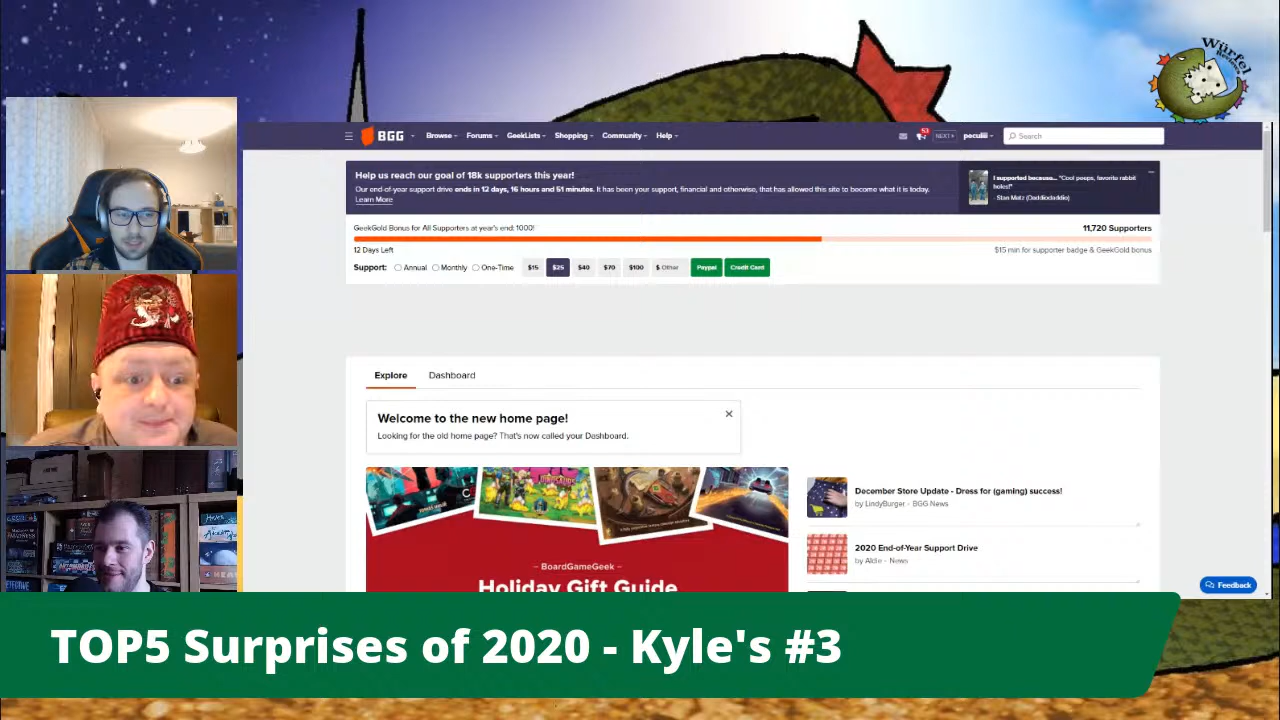 Würfel
BGG
Browse
Forums
GeekLists
Shopping
Community
Help
53
NEXT
peculiii
Search
Help us reach our goal of 18k supporters this year!
Our end-of-year support drive ends in 12 days, 16 hours and 51 minutes. It has been your support, financial and otherwise, that has allowed this site to become what it is today.
Learn More
I supported because... "Cool peeps, favorite rabbit
holes!"
- Stan Matz (Daddiodaddio)
GeekGold Bonus for All Supporters at year's end: 1000!
11,720 Supporters
12 Days Left
$15 min for supporter badge & GeekGold bonus
Support: Annual Monthly One-Time $15 $25 $40 $70 $100 $ Other Paypal Credit Card
Explore Dashboard
Welcome to the new home page!
Looking for the old home page? That's now called your Dashboard.
December Store Update - Dress for (gaming) success!
by LindyBurger - BGG News
2020 End-of-Year Support Drive
by Aldie - News
– BoardGameGeek –
Holiday Gift Guide
Feedback
TOP5 Surprises of 2020 - Kyle's #3